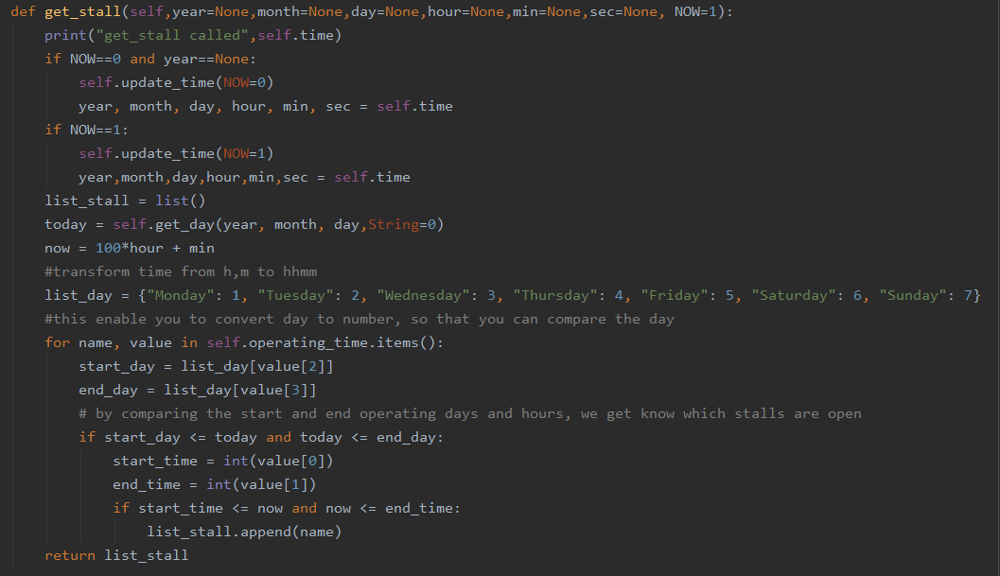 def get_stall(self,year=None,month=None,day=None,hour=None,min=None,sec=None, NOW=1):
    print("get_stall called",self.time)
    if NOW==0 and year==None:
        self.update_time(NOW=0)
        year, month, day, hour, min, sec = self.time
    if NOW==1:
        self.update_time(NOW=1)
        year,month,day,hour,min,sec = self.time
    list_stall = list()
    today = self.get_day(year, month, day,String=0)
    now = 100*hour + min
    #transform time from h,m to hhmm
    list_day = {"Monday": 1, "Tuesday": 2, "Wednesday": 3, "Thursday": 4, "Friday": 5, "Saturday": 6, "Sunday": 7}
    #this enable you to convert day to number, so that you can compare the day
    for name, value in self.operating_time.items():
        start_day = list_day[value[2]]
        end_day = list_day[value[3]]
        # by comparing the start and end operating days and hours, we get know which stalls are open
        if start_day <= today and today <= end_day:
            start_time = int(value[0])
            end_time = int(value[1])
            if start_time <= now and now <= end_time:
                list_stall.append(name)
    return list_stall